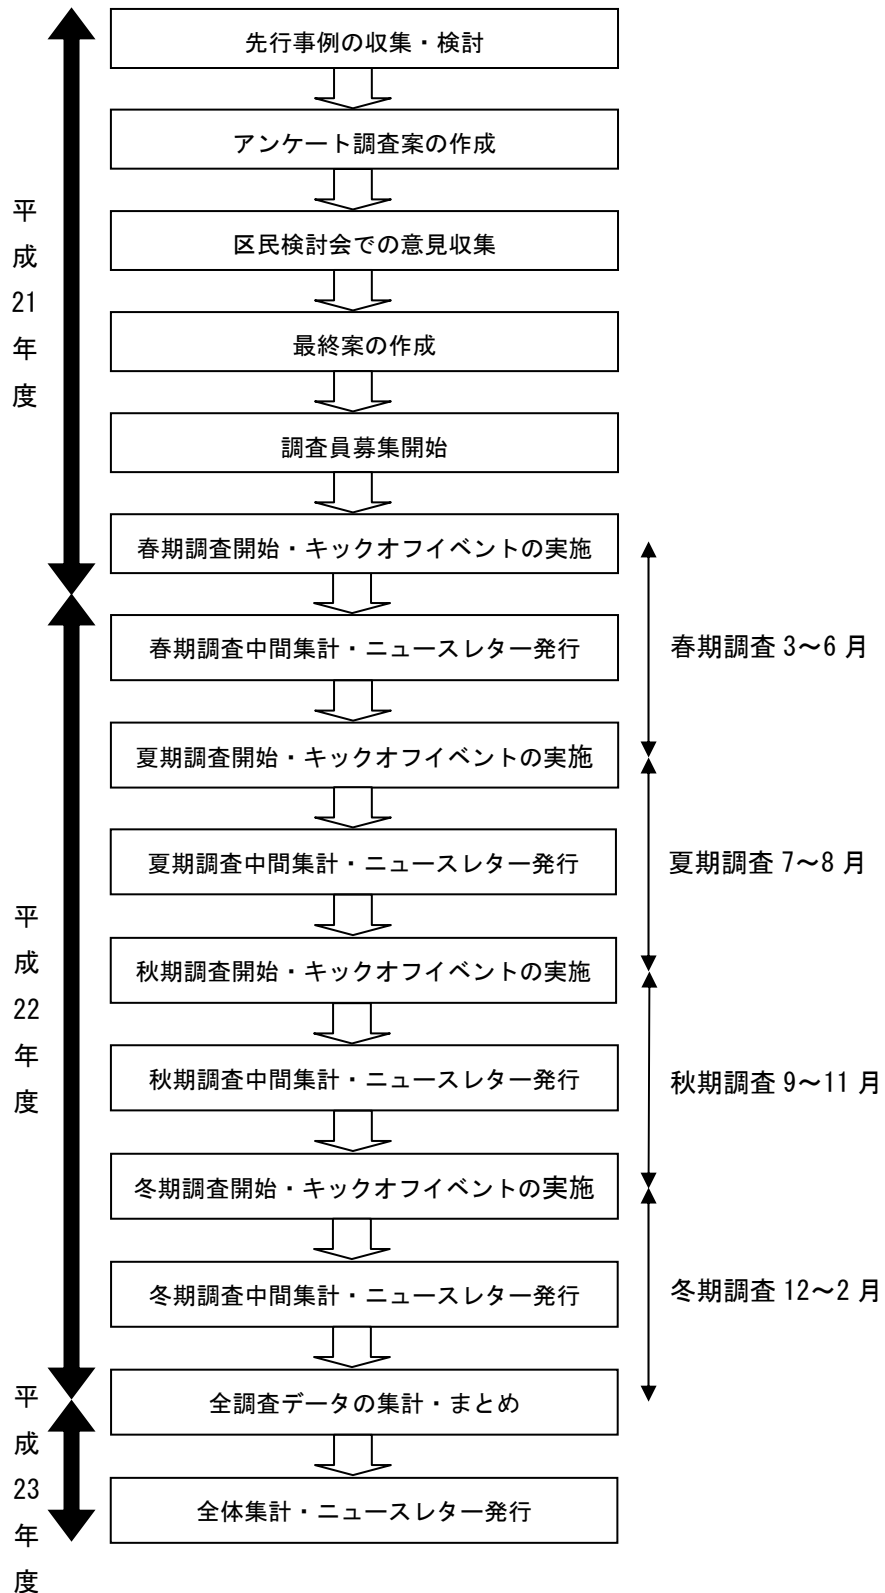 平成21年度
先行事例の収集・検討
アンケート調査案の作成
区民検討会での意見収集
最終案の作成
調査員募集開始
春期調査開始・キックオフイベントの実施
平成22年度
春期調査中間集計・ニュースレター発行
春期調査 3～6 月
夏期調査開始・キックオフイベントの実施
夏期調査中間集計・ニュースレター発行
夏期調査 7～8 月
秋期調査開始・キックオフイベントの実施
秋期調査中間集計・ニュースレター発行
秋期調査 9～11 月
冬期調査開始・キックオフイベントの実施
冬期調査中間集計・ニュースレター発行
冬期調査 12～2 月
平成23年度
全調査データの集計・まとめ
全体集計・ニュースレター発行